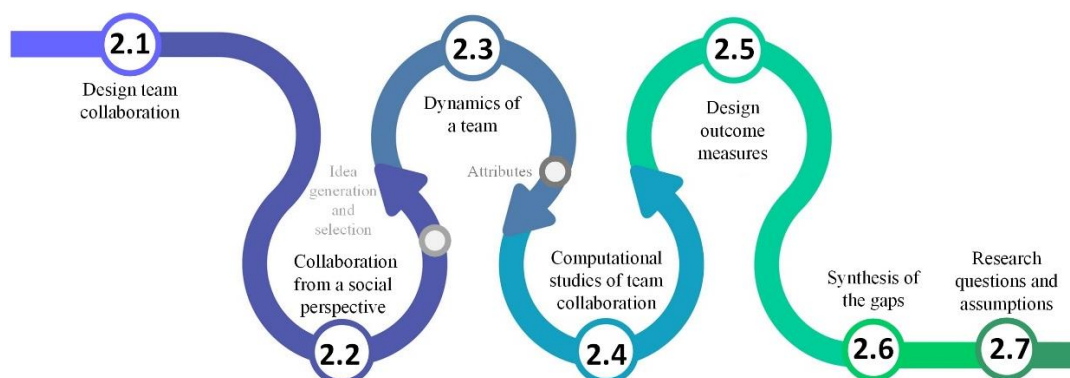 2.1
Design team
collaboration
Idea
generation
and
selection
Collaboration
from a social
perspective
2.2
2.3
Dynamics of
a team
Attributes
Computational
studies of team
collaboration
2.4
2.5
Design
outcome
measures
Synthesis of
the gaps
2.6
Research
questions and
assumptions
2.7